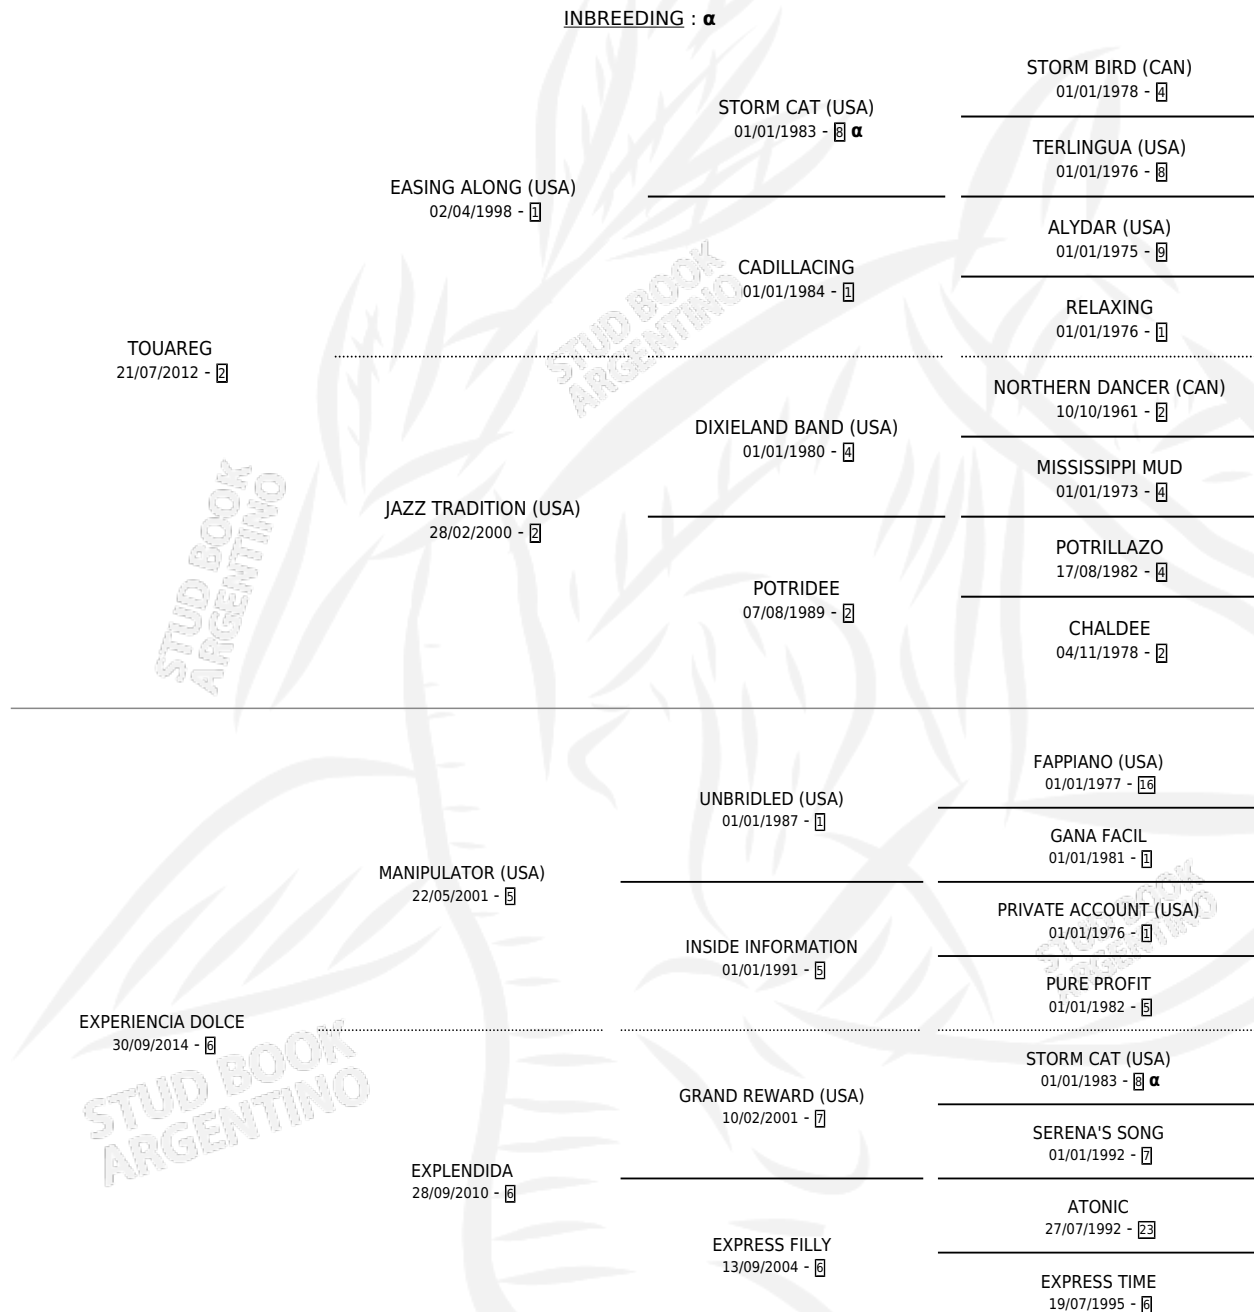 INBREEDING : α
STORM BIRD (CAN)
01/01/1978 - 4
STORM CAT (USA)
01/01/1983 - 8 α
TERLINGUA (USA)
01/01/1976 - 8
EASING ALONG (USA)
02/04/1998 - 1
ALYDAR (USA)
01/01/1975 - 9
CADILLACING
01/01/1984 - 1
RELAXING
01/01/1976 - 1
TOUAREG
21/07/2012 - 2
NORTHERN DANCER (CAN)
10/10/1961 - 2
DIXIELAND BAND (USA)
01/01/1980 - 4
MISSISSIPPI MUD
01/01/1973 - 4
JAZZ TRADITION (USA)
28/02/2000 - 2
POTRILLAZO
17/08/1982 - 4
POTRIDEE
07/08/1989 - 2
CHALDEE
04/11/1978 - 2
FAPPIANO (USA)
01/01/1977 - 16
UNBRIDLED (USA)
01/01/1987 - 1
GANA FACIL
01/01/1981 - 1
MANIPULATOR (USA)
22/05/2001 - 5
PRIVATE ACCOUNT (USA)
01/01/1976 - 1
INSIDE INFORMATION
01/01/1991 - 5
PURE PROFIT
01/01/1982 - 5
EXPERIENCIA DOLCE
30/09/2014 - 6
STORM CAT (USA)
01/01/1983 - 8 α
GRAND REWARD (USA)
10/02/2001 - 7
SERENA'S SONG
01/01/1992 - 7
EXPLENDIDA
28/09/2010 - 6
ATONIC
27/07/1992 - 23
EXPRESS FILLY
13/09/2004 - 6
EXPRESS TIME
19/07/1995 - 6
STUD BOOK
ARGENTINO
STUD BOOK
ARGENTINO
STUD BOOK
ARGENTINO
STUD BOOK
ARGENTINO